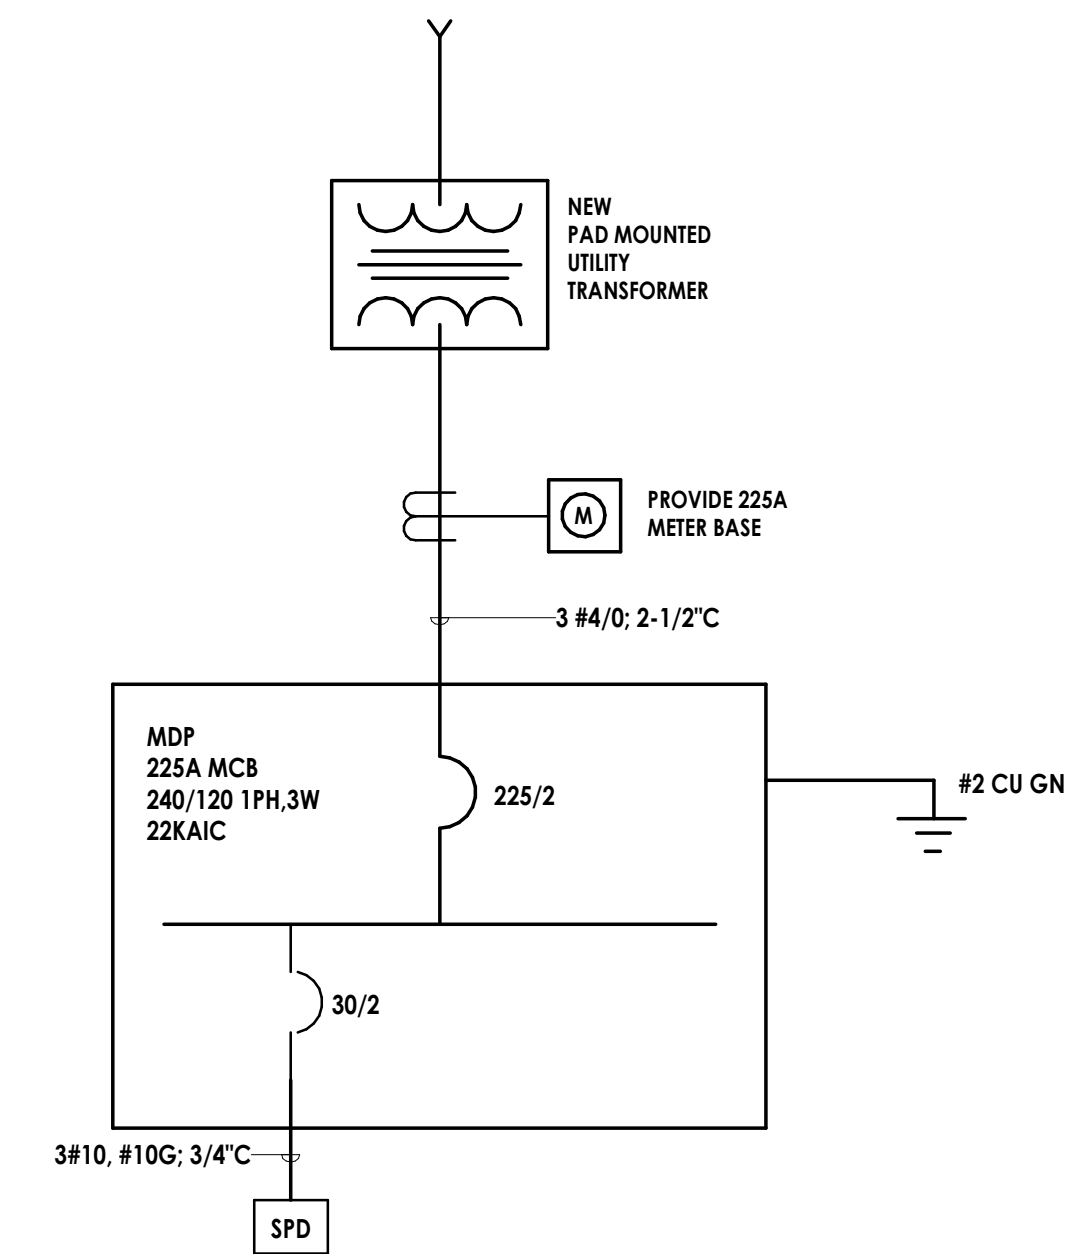 NEW
PAD MOUNTED
UTILITY
TRANSFORMER
M
PROVIDE 225A
METER BASE
3 #4/0; 2-1/2"C
MDP
225A MCB
240/120 1PH,3W
22KAIC
225/2
#2 CU GN
30/2
3#10, #10G; 3/4"C
SPD